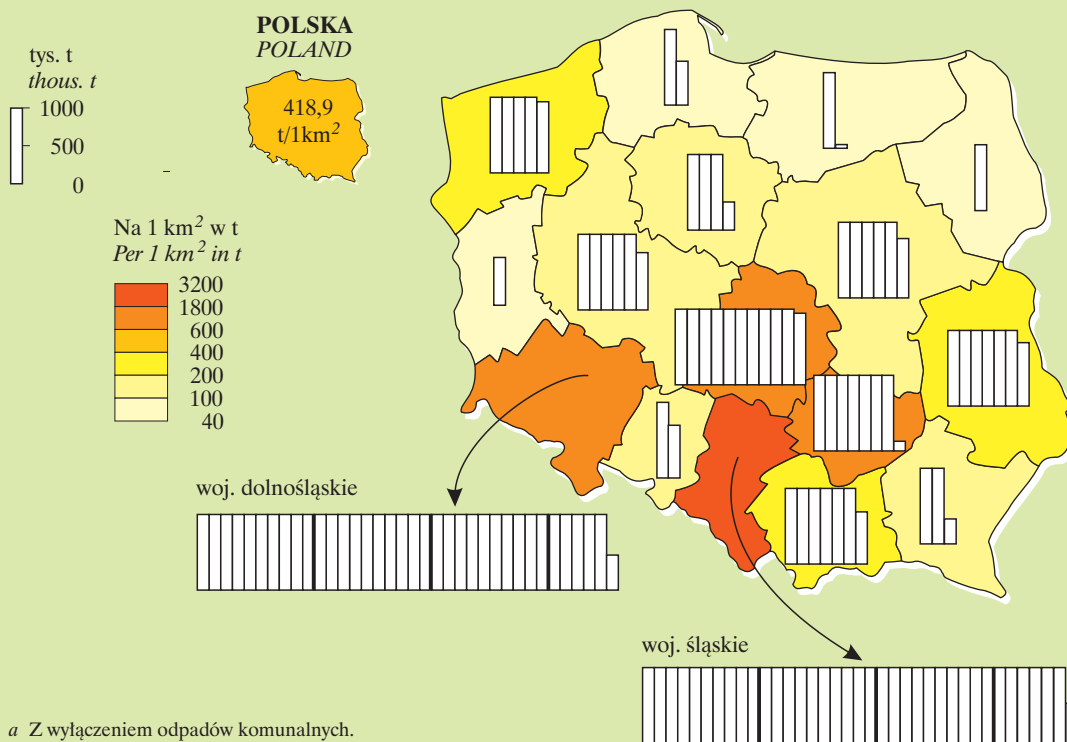 POLSKA
POLAND
tys. t
thous. t
1000
500
0
418,9
t/1km²
Na 1 km² w t
Per 1 km² in t
3200
1800
600
400
200
100
40
woj. dolnośląskie
woj. śląskie
a Z wyłączeniem odpadów komunalnych.